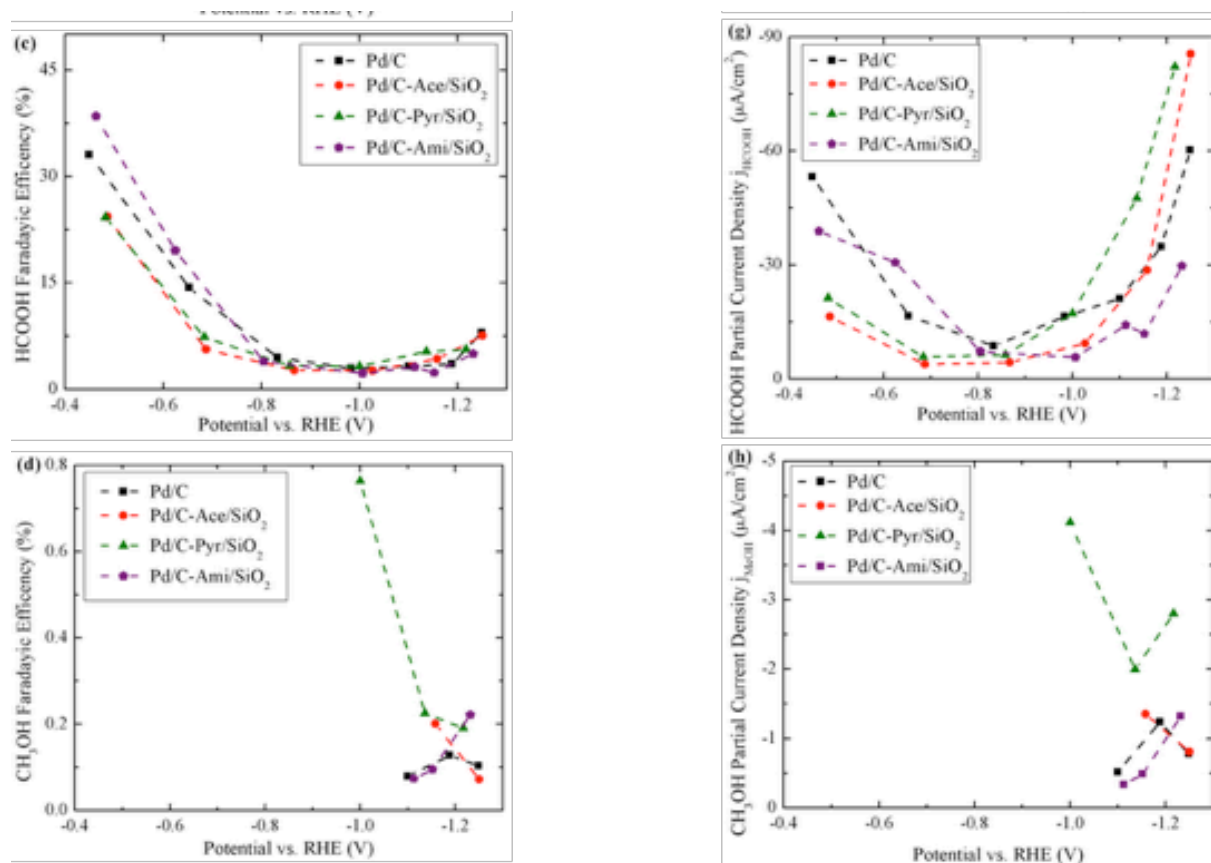 (c)
HCOOH Faradayic Efficency (%)
45
30
15
0
Pd/C
Pd/C-Ace/SiO₂
Pd/C-Pyr/SiO₂
Pd/C-Ami/SiO₂
-0.4 -0.6 -0.8 -1.0 -1.2
Potential vs. RHE (V)
(g)
HCOOH Partial Current Density j_HCOOH (μA/cm²)
-90
-60
-30
0
Pd/C
Pd/C-Ace/SiO₂
Pd/C-Pyr/SiO₂
Pd/C-Ami/SiO₂
-0.4 -0.6 -0.8 -1.0 -1.2
Potential vs. RHE (V)
(d)
CH₃OH Faradayic Efficency (%)
0.8
0.6
0.4
0.2
0.0
Pd/C
Pd/C-Ace/SiO₂
Pd/C-Pyr/SiO₂
Pd/C-Ami/SiO₂
-0.4 -0.6 -0.8 -1.0 -1.2
Potential vs. RHE (V)
(h)
CH₃OH Partial Current Density j_MeOH (μA/cm²)
-5
-4
-3
-2
-1
0
Pd/C
Pd/C-Ace/SiO₂
Pd/C-Pyr/SiO₂
Pd/C-Ami/SiO₂
-0.4 -0.6 -0.8 -1.0 -1.2
Potential vs. RHE (V)